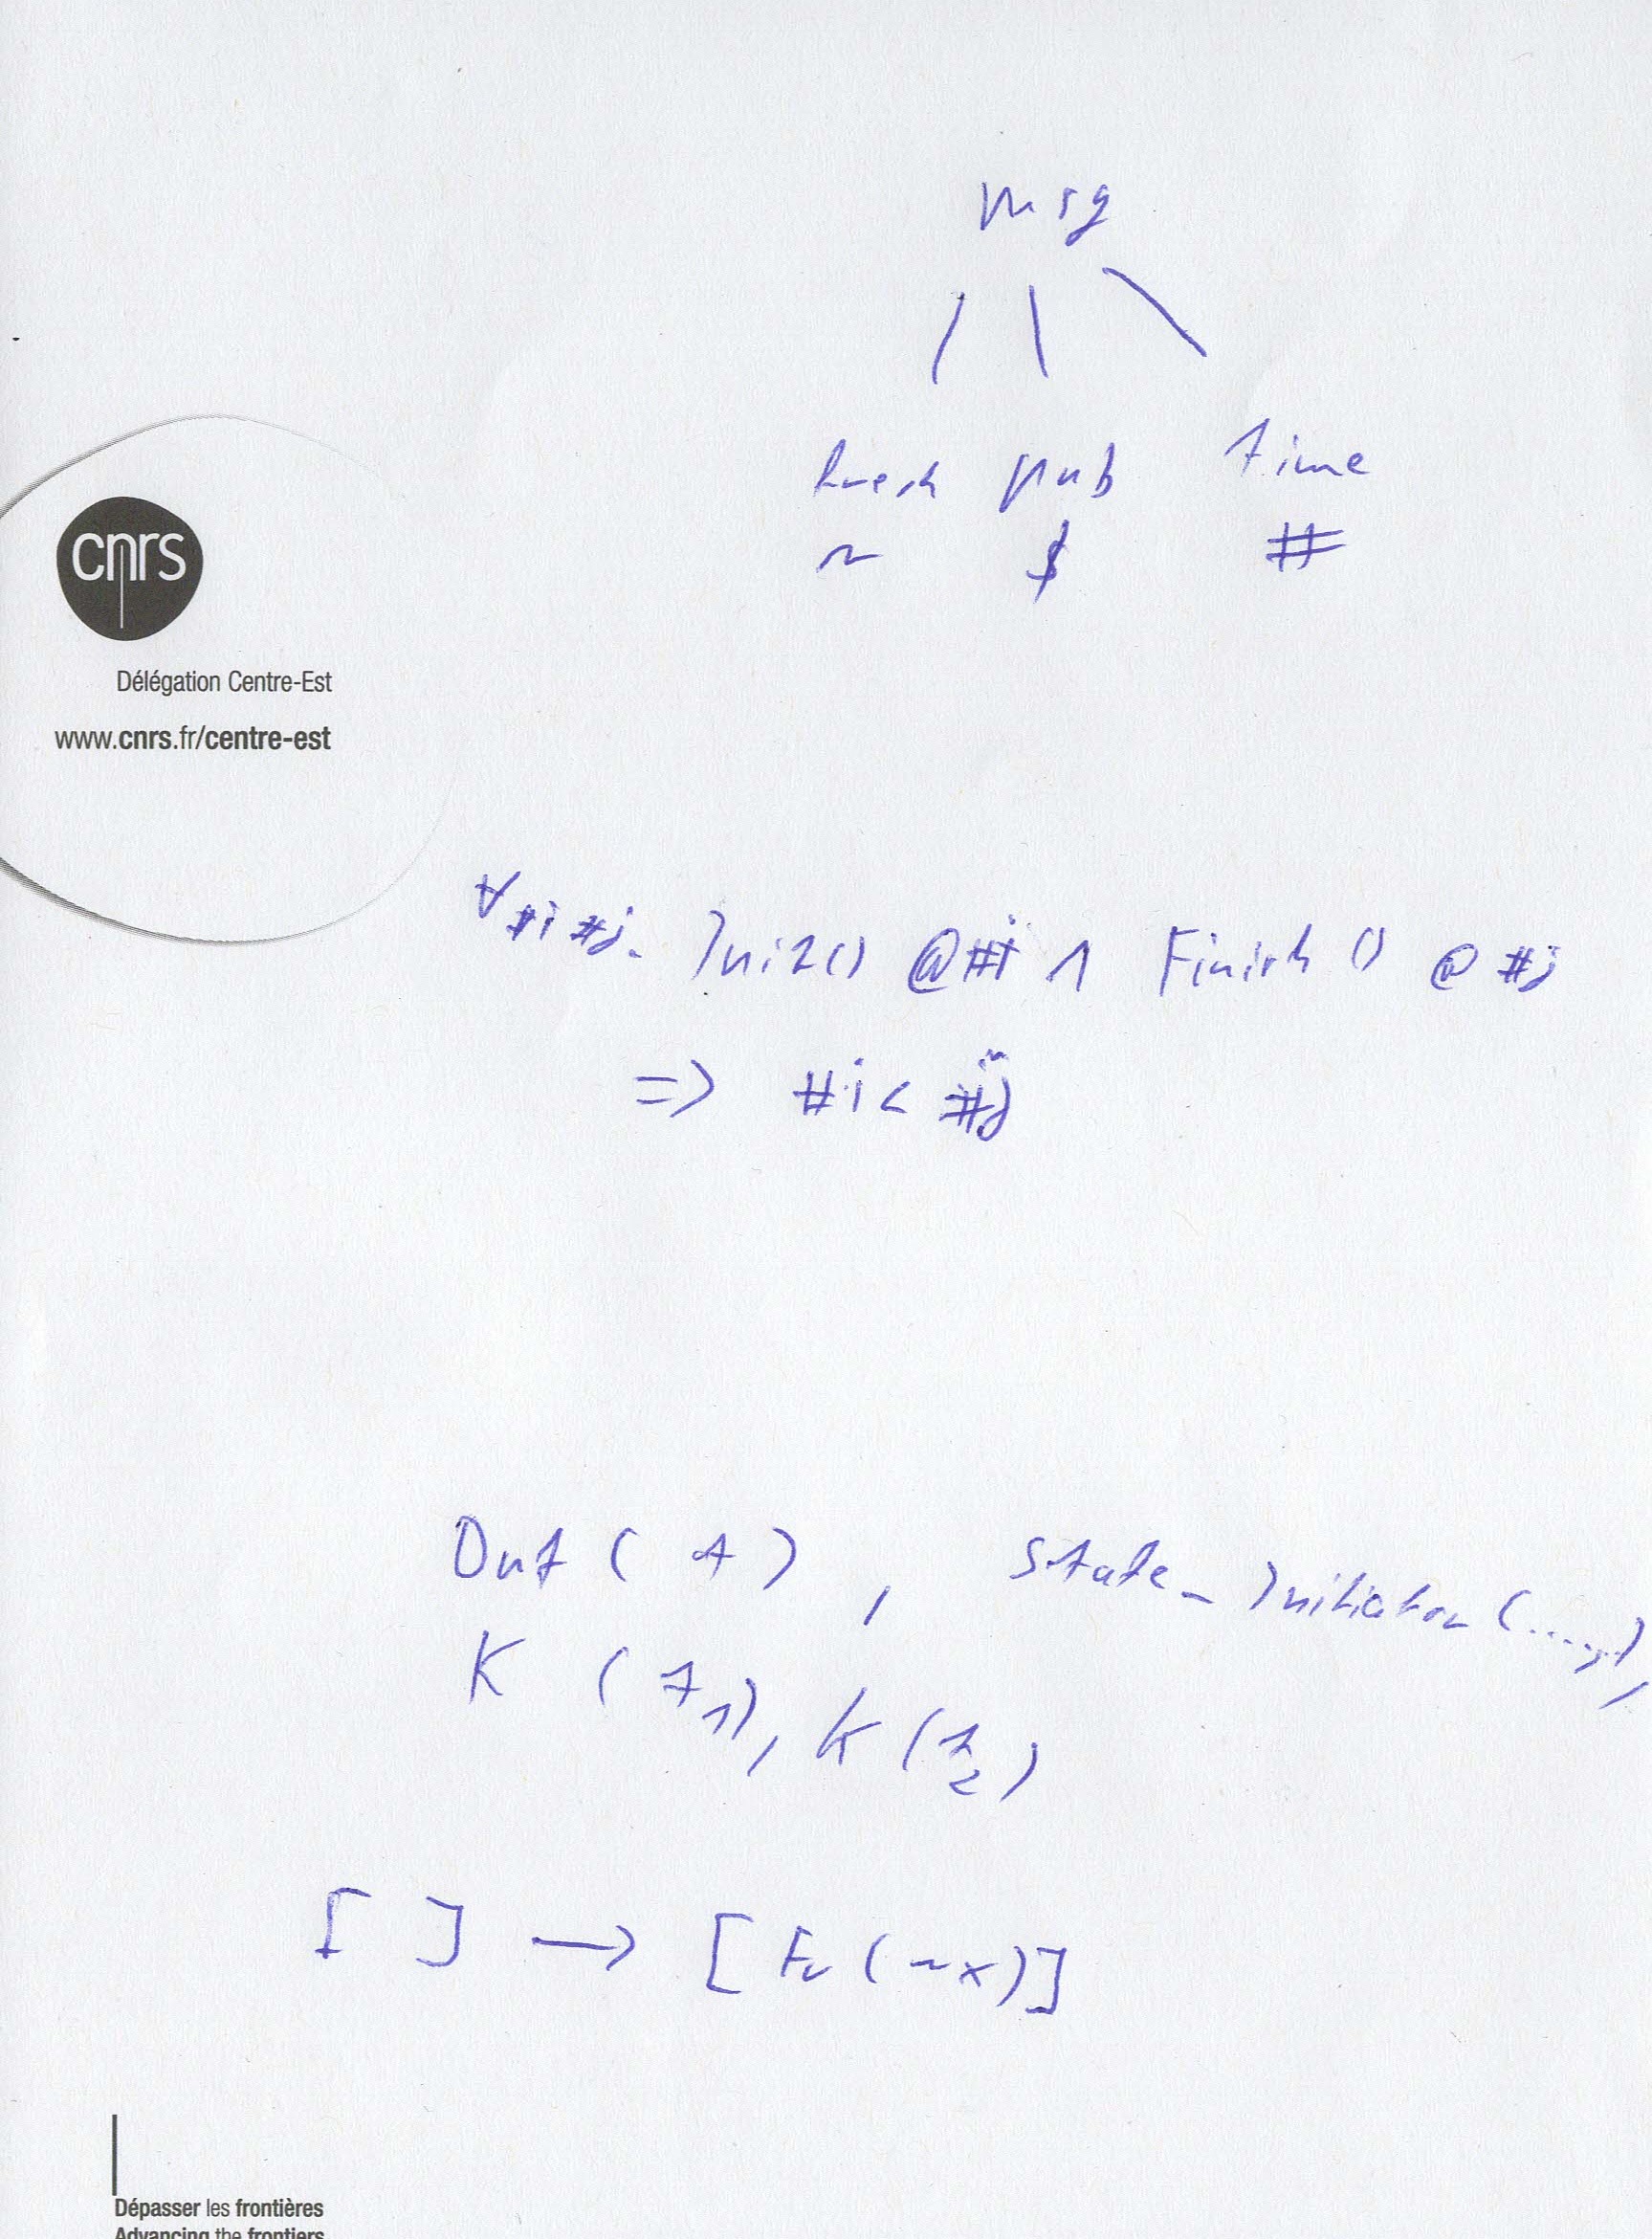 msg
fresh pub time
~ $ #
cnrs
Délégation Centre-Est
www.cnrs.fr/centre-est
∀ #i #j. Init() @ #i ∧ Finish () @ #j
=> #i < #j
Out ( t ) , State_Initiator (.....),
K ( t1), K (t2)
[ ] → [ Fr (~x)]
Dépasser les frontières
Advancing the frontiers